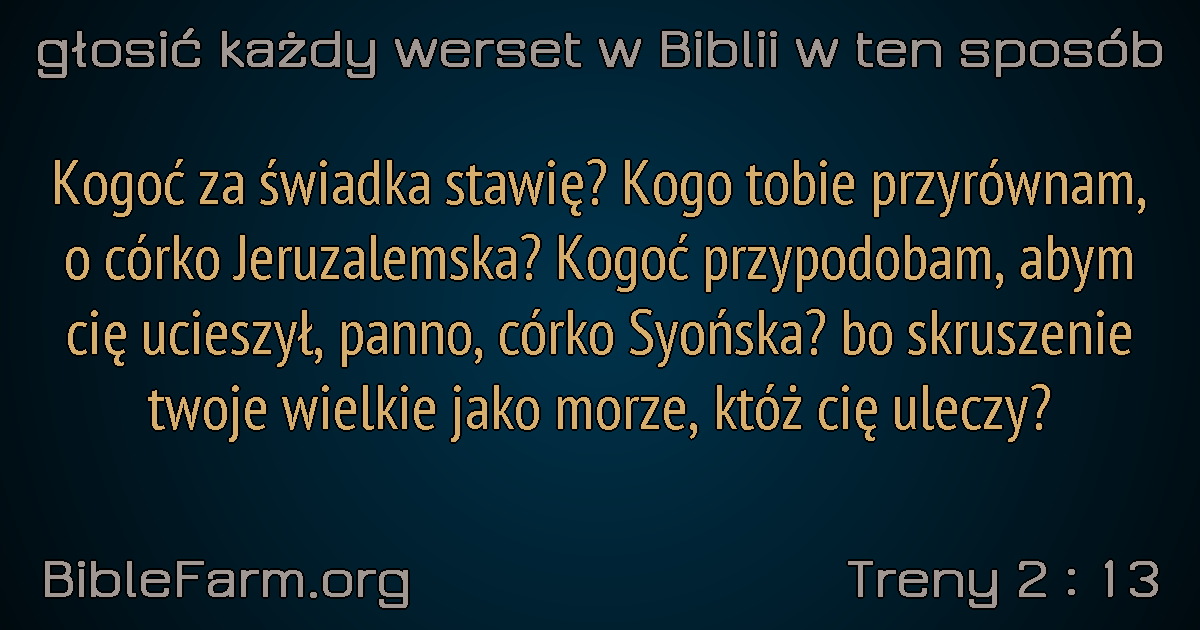 głosić każdy werset w Biblii w ten sposób
Kogoć za świadka stawię? Kogo tobie przyrównam,
o córko Jeruzalemska? Kogoć przypodobam, abym
cię ucieszył, panno, córko Syońska? bo skruszenie
twoje wielkie jako morze, któż cię uleczy?
BibleFarm.org
Treny 2 : 13